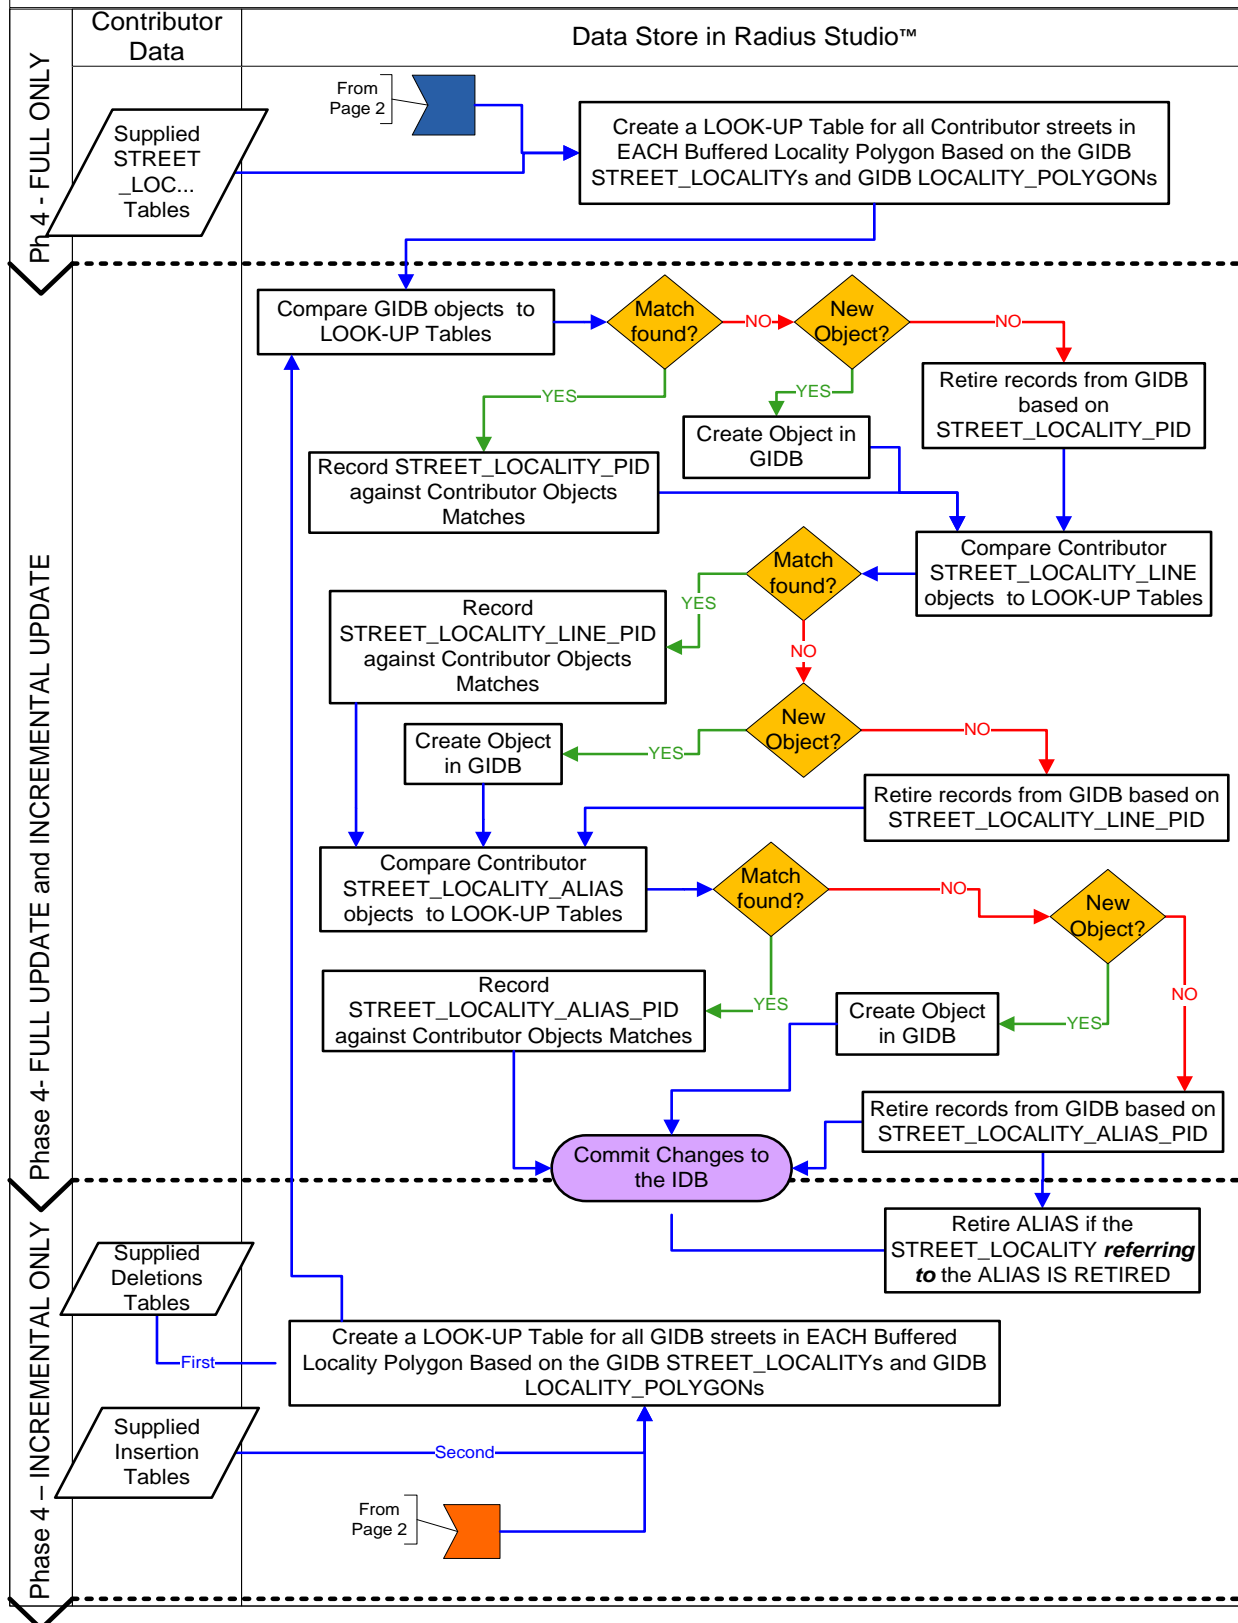 Contributor
Data
Data Store in Radius Studio™
Ph 4 - FULL ONLY
From
Page 2
Supplied
STREET
_LOC...
Tables
Create a LOOK-UP Table for all Contributor streets in
EACH Buffered Locality Polygon Based on the GIDB
STREET_LOCALITYs and GIDB LOCALITY_POLYGONs
Phase 4- FULL UPDATE and INCREMENTAL UPDATE
Compare GIDB objects to
LOOK-UP Tables
Match
found?
NO
New
Object?
NO
YES
YES
Retire records from GIDB
based on
STREET_LOCALITY_PID
Create Object in
GIDB
Record STREET_LOCALITY_PID
against Contributor Objects
Matches
Compare Contributor
STREET_LOCALITY_LINE
objects to LOOK-UP Tables
Match
found?
YES
Record
STREET_LOCALITY_LINE_PID
against Contributor Objects
Matches
NO
New
Object?
NO
YES
Create Object
in GIDB
Retire records from GIDB based on
STREET_LOCALITY_LINE_PID
Compare Contributor
STREET_LOCALITY_ALIAS
objects to LOOK-UP Tables
Match
found?
NO
New
Object?
NO
YES
YES
Record
STREET_LOCALITY_ALIAS_PID
against Contributor Objects Matches
Create Object
in GIDB
Retire records from GIDB based on
STREET_LOCALITY_ALIAS_PID
Commit Changes to
the IDB
Phase 4 – INCREMENTAL ONLY
Retire ALIAS if the
STREET_LOCALITY referring
to the ALIAS IS RETIRED
Supplied
Deletions
Tables
First
Create a LOOK-UP Table for all GIDB streets in EACH Buffered
Locality Polygon Based on the GIDB STREET_LOCALITYs and GIDB
LOCALITY_POLYGONs
Supplied
Insertion
Tables
Second
From
Page 2